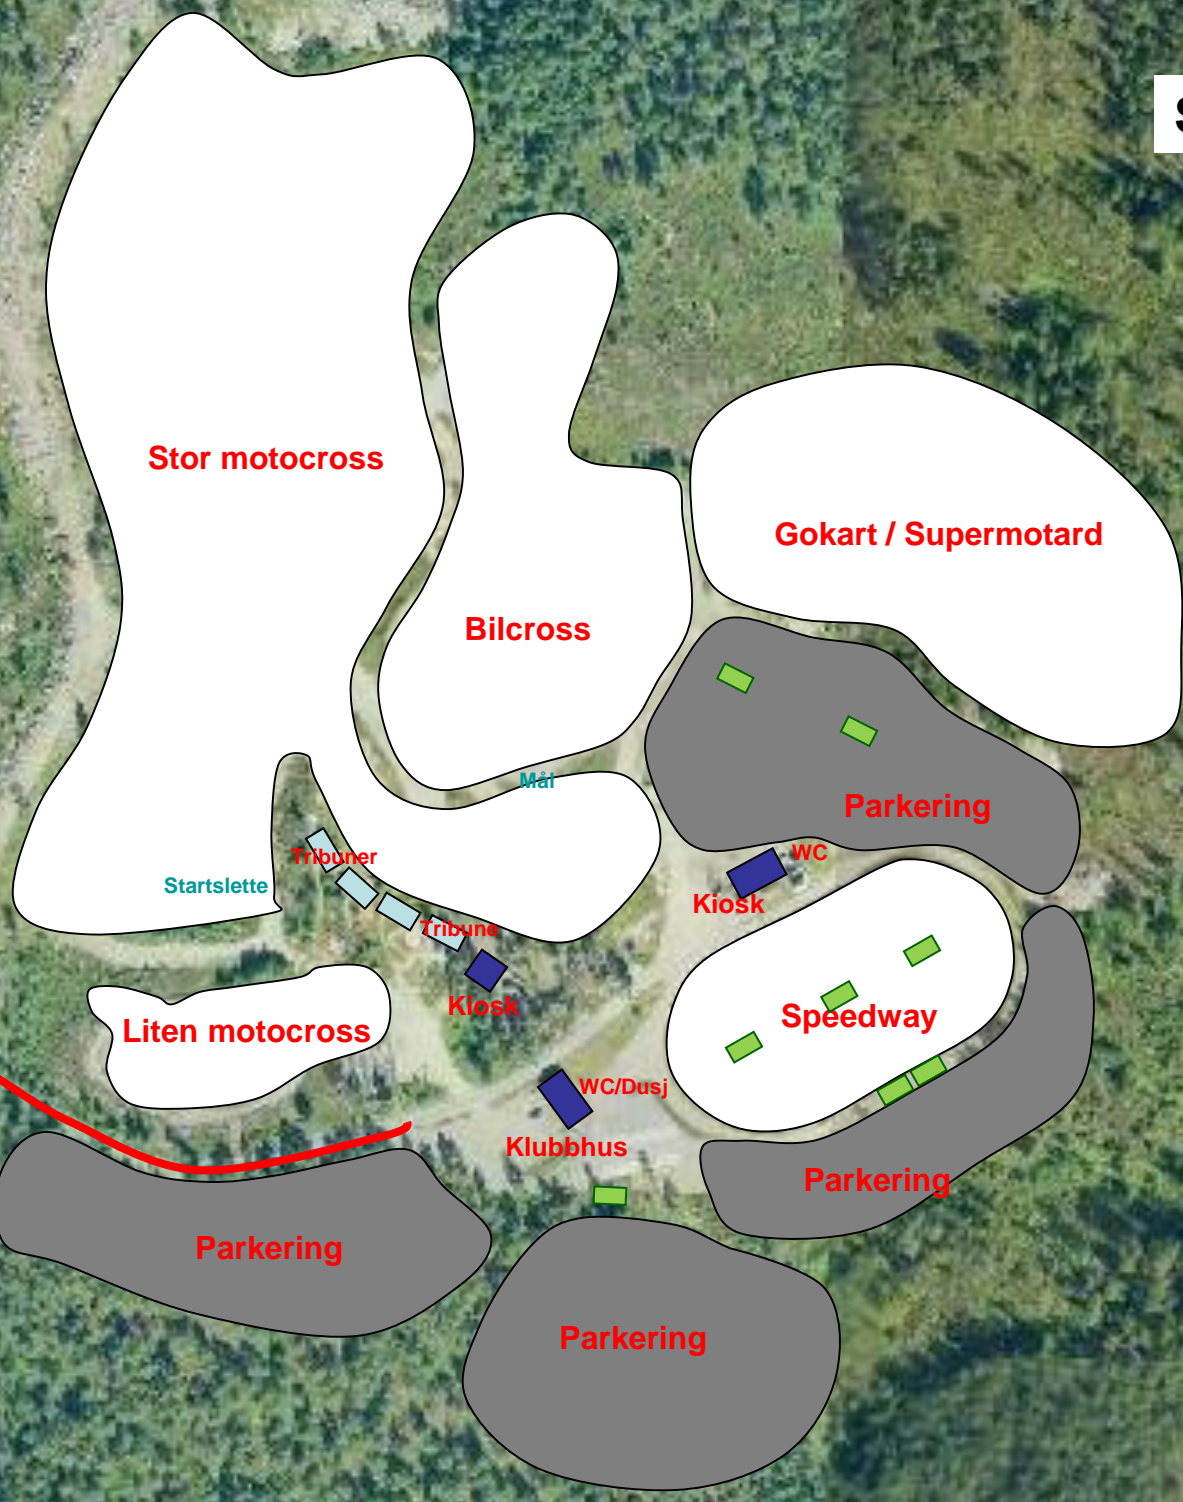 S
Stor motocross
Gokart / Supermotard
Bilcross
Mål
Parkering
WC
Tribuner
Startslette
Kiosk
Tribune
Kiosk
Speedway
Liten motocross
WC/Dusj
Klubbhus
Parkering
Parkering
Parkering